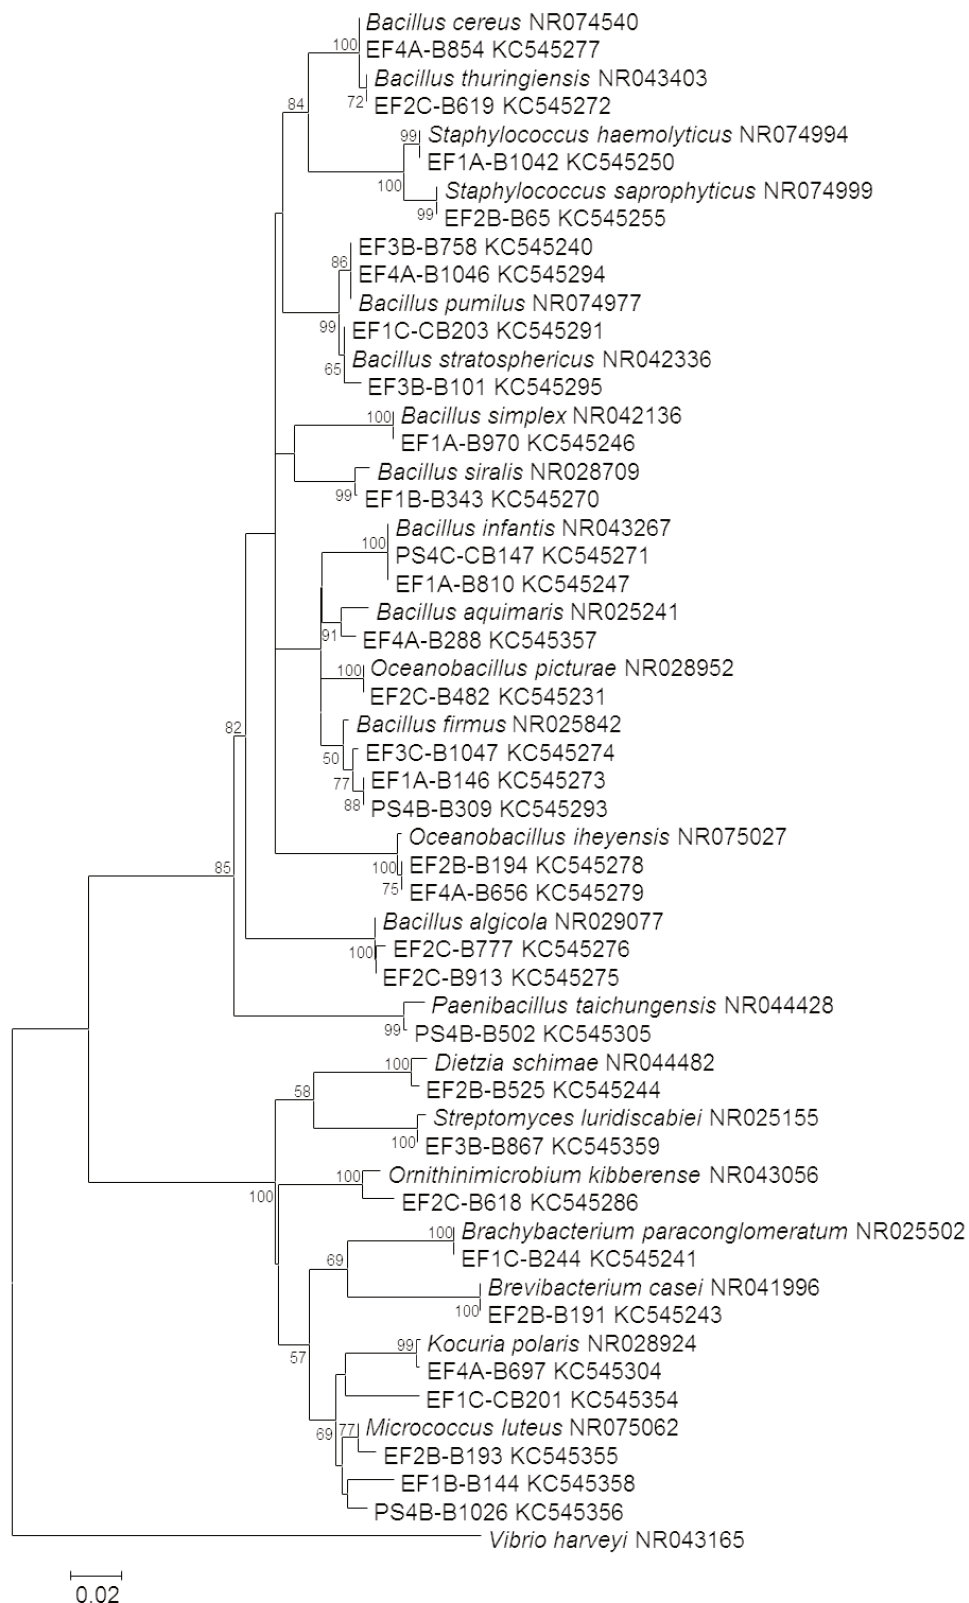 Bacillus cereus NR074540
100
EF4A-B854 KC545277
Bacillus thuringiensis NR043403
72
EF2C-B619 KC545272
84
99
Staphylococcus haemolyticus NR074994
EF1A-B1042 KC545250
100
Staphylococcus saprophyticus NR074999
99
EF2B-B65 KC545255
EF3B-B758 KC545240
86
EF4A-B1046 KC545294
Bacillus pumilus NR074977
99
EF1C-CB203 KC545291
Bacillus stratosphericus NR042336
65
EF3B-B101 KC545295
100
Bacillus simplex NR042136
EF1A-B970 KC545246
Bacillus siralis NR028709
99
EF1B-B343 KC545270
Bacillus infantis NR043267
100
PS4C-CB147 KC545271
EF1A-B810 KC545247
Bacillus aquimaris NR025241
91
EF4A-B288 KC545357
100
Oceanobacillus picturae NR028952
EF2C-B482 KC545231
Bacillus firmus NR025842
82
50
EF3C-B1047 KC545274
77
EF1A-B146 KC545273
88
PS4B-B309 KC545293
Oceanobacillus iheyensis NR075027
85
100
EF2B-B194 KC545278
75
EF4A-B656 KC545279
Bacillus algicola NR029077
100
EF2C-B777 KC545276
EF2C-B913 KC545275
Paenibacillus taichungensis NR044428
99
PS4B-B502 KC545305
100
Dietzia schimae NR044482
58
EF2B-B525 KC545244
Streptomyces luridiscabiei NR025155
100
EF3B-B867 KC545359
100
100
Ornithinimicrobium kibberense NR043056
EF2C-B618 KC545286
100
Brachybacterium paraconglomeratum NR025502
69
EF1C-B244 KC545241
Brevibacterium casei NR041996
100
EF2B-B191 KC545243
57
99
Kocuria polaris NR028924
EF4A-B697 KC545304
EF1C-CB201 KC545354
69
77
Micrococcus luteus NR075062
EF2B-B193 KC545355
EF1B-B144 KC545358
PS4B-B1026 KC545356
Vibrio harveyi NR043165
0.02